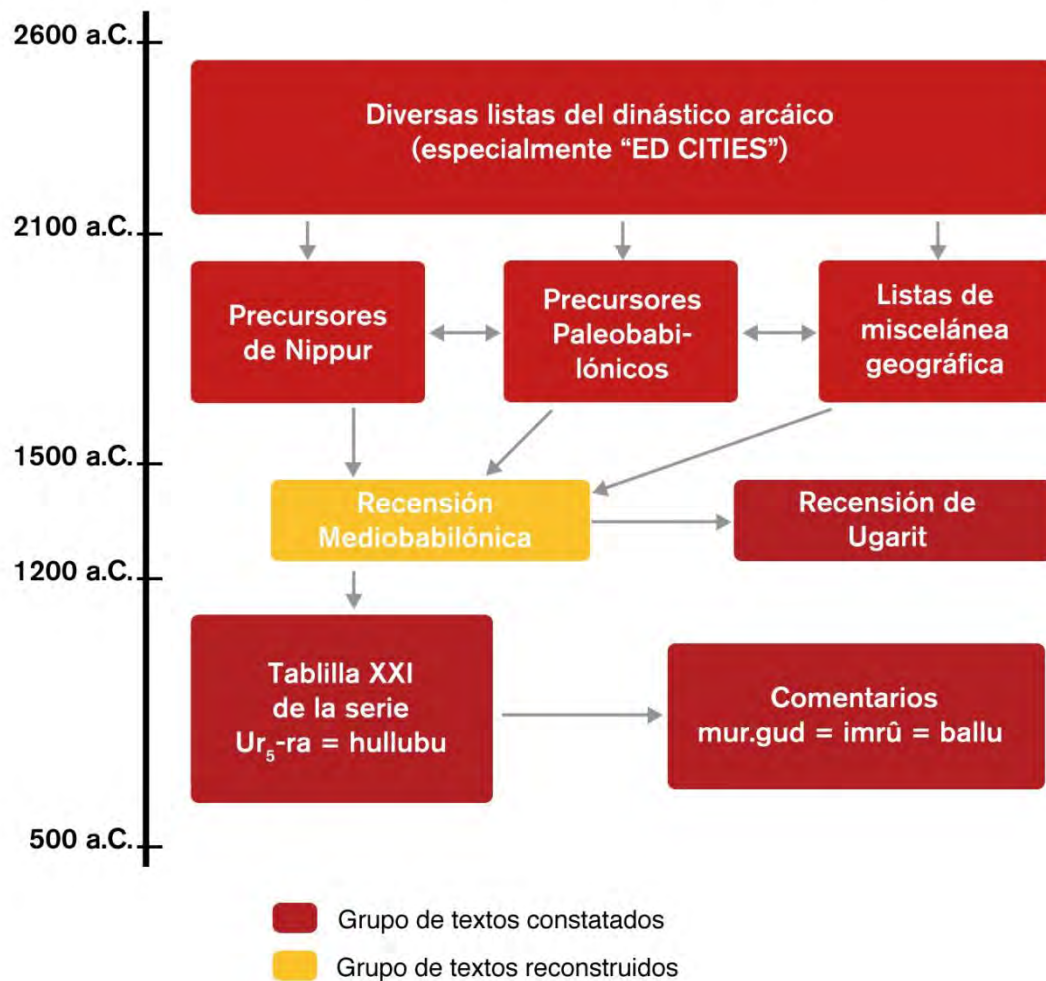 2600 a.C.
Diversas listas del dinástico arcáico
(especialmente “ED CITIES”)
2100 a.C.
Precursores
de Nippur
Precursores
Paleobabi-
lónicos
Listas de
miscelánea
geográfica
1500 a.C.
Recensión
Mediobabilónica
Recensión de
Ugarit
1200 a.C.
Tablilla XXI
de la serie
Ur₅-ra = hullubu
Comentarios
mur.gud = imrû = ballu
500 a.C.
Grupo de textos constatados
Grupo de textos reconstruidos